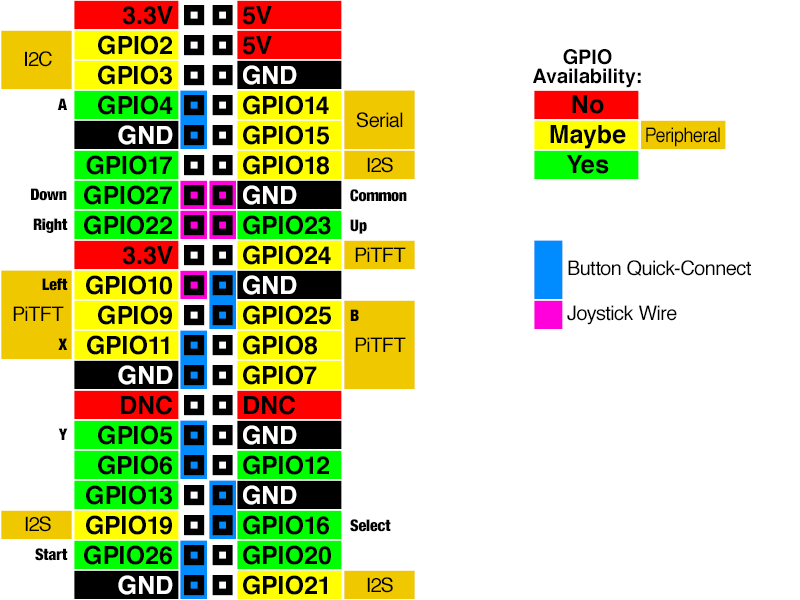 3.3V 5V
I2C GPIO2 5V
GPIO3 GND
A GPIO4 GPIO14 Serial
GND GPIO15
GPIO17 GPIO18 I2S
Down GPIO27 GND Common
Right GPIO22 GPIO23 Up
3.3V GPIO24 PiTFT
Left GPIO10 GND
PiTFT GPIO9 GPIO25 B
X GPIO11 GPIO8 PiTFT
GND GPIO7
DNC DNC
Y GPIO5 GND
GPIO6 GPIO12
GPIO13 GND
I2S GPIO19 GPIO16 Select
Start GPIO26 GPIO20
GND GPIO21 I2S
GPIO
Availability:
No
Maybe Peripheral
Yes
Button Quick-Connect
Joystick Wire